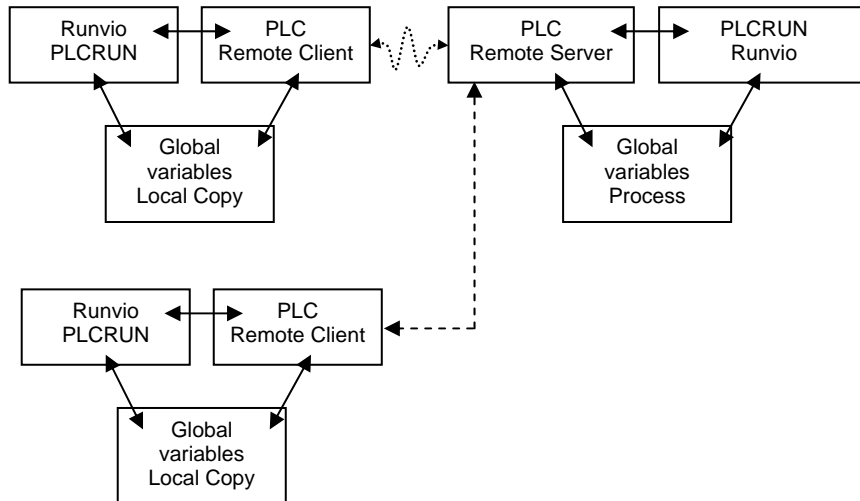 Runvio
PLCRUN
PLC
Remote Client
PLC
Remote Server
PLCRUN
Runvio
Global
variables
Local Copy
Global
variables
Process
Runvio
PLCRUN
PLC
Remote Client
Global
variables
Local Copy